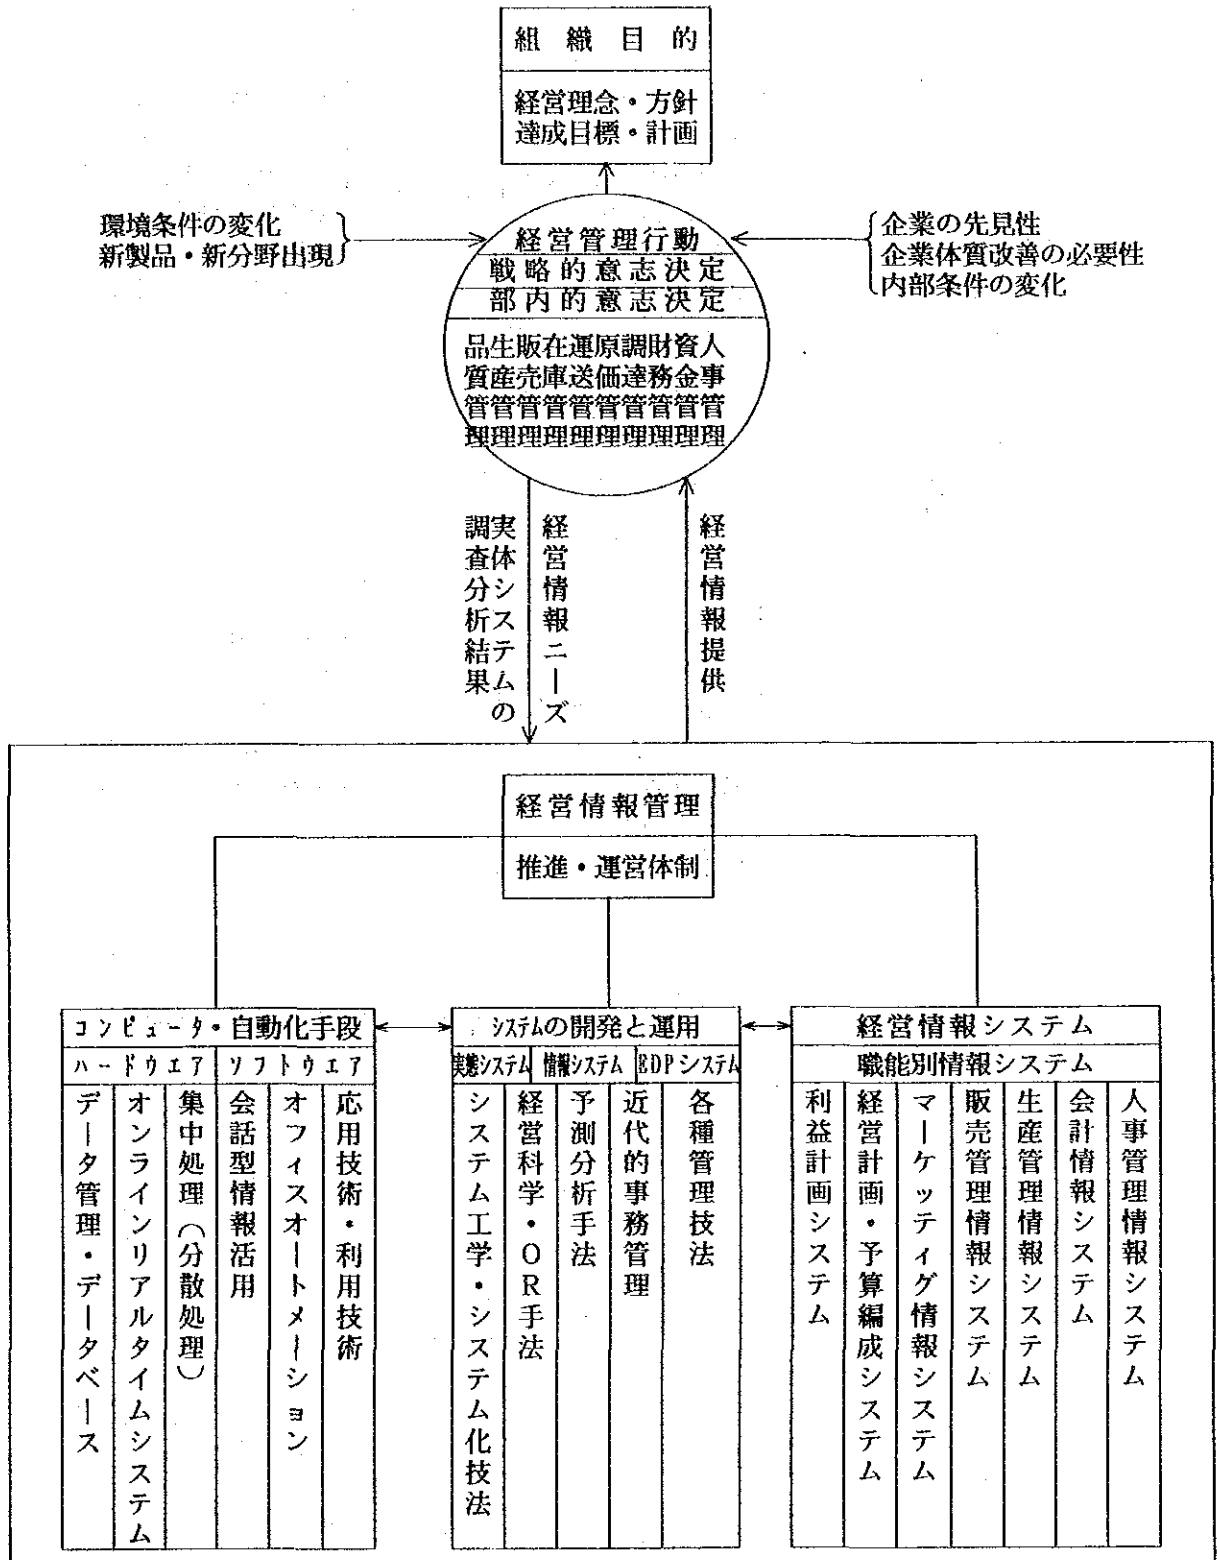 組織目的
経営理念・方針
達成目標・計画
環境条件の変化
新製品・新分野出現
企業の先見性
企業体質改善の必要性
内部条件の変化
経営管理行動
戦略的意志決定
部内的意志決定
品質管理
生産管理
販売管理
在庫管理
運送管理
原価管理
調達管理
財務管理
資金管理
人事管理
実体システムの
調査分析結果
経営情報ニーズ
経営情報提供
経営情報管理
推進・運営体制
コンピュータ・自動化手段
ハードウエア
ソフトウエア
データ管理・データベース
オンラインリアルタイムシステム
集中処理(分散処理)
会話型情報活用
オフィスオートメーション
応用技術・利用技術
システムの開発と運用
実態システム
情報システム
EDPシステム
システム工学・システム化技法
経営科学・OR手法
予測分析手法
近代的事務管理
各種管理技法
経営情報システム
職能別情報システム
利益計画システム
経営計画・予算編成システム
マーケッティグ情報システム
販売管理情報システム
生産管理情報システム
会計情報システム
人事管理情報システム